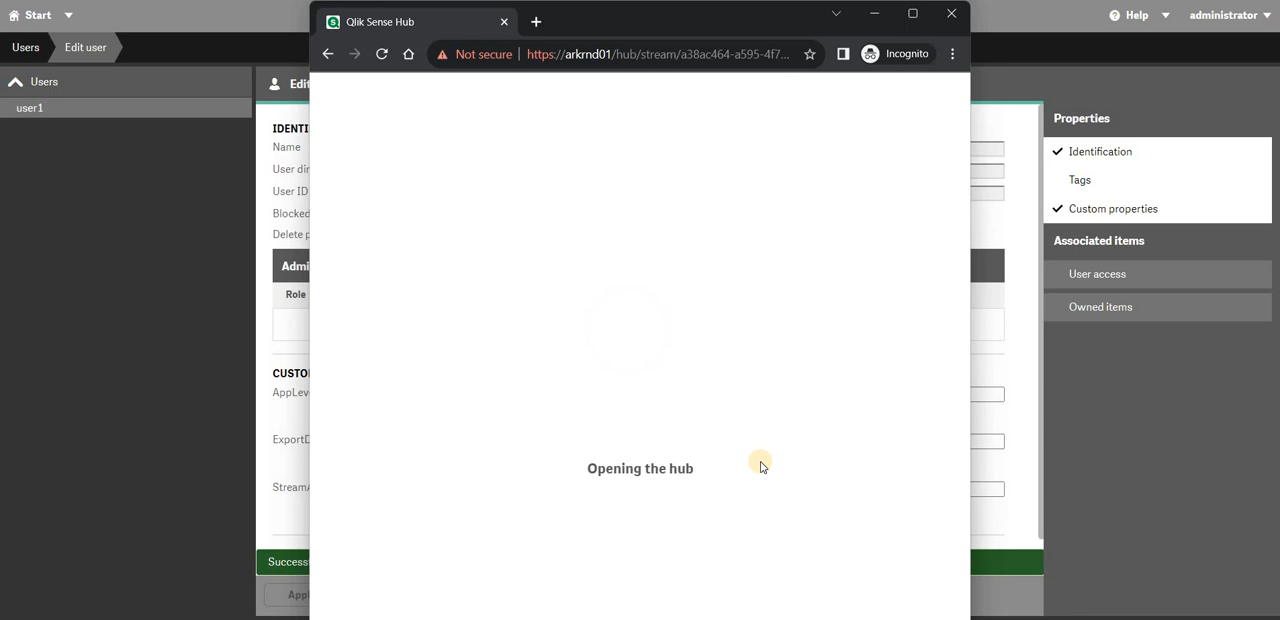 Start
Help
administrator
Users
Edit user
Users
user1
Qlik Sense Hub
Not secure
https://arkrnd01/hub/stream/a38ac464-a595-4f7...
Incognito
Edi
IDENTI
Name
User dir
User ID
Blocked
Delete p
Admi
Role
CUSTO
AppLev
ExportD
StreamA
Success
Appl
Opening the hub
Properties
Identification
Tags
Custom properties
Associated items
User access
Owned items